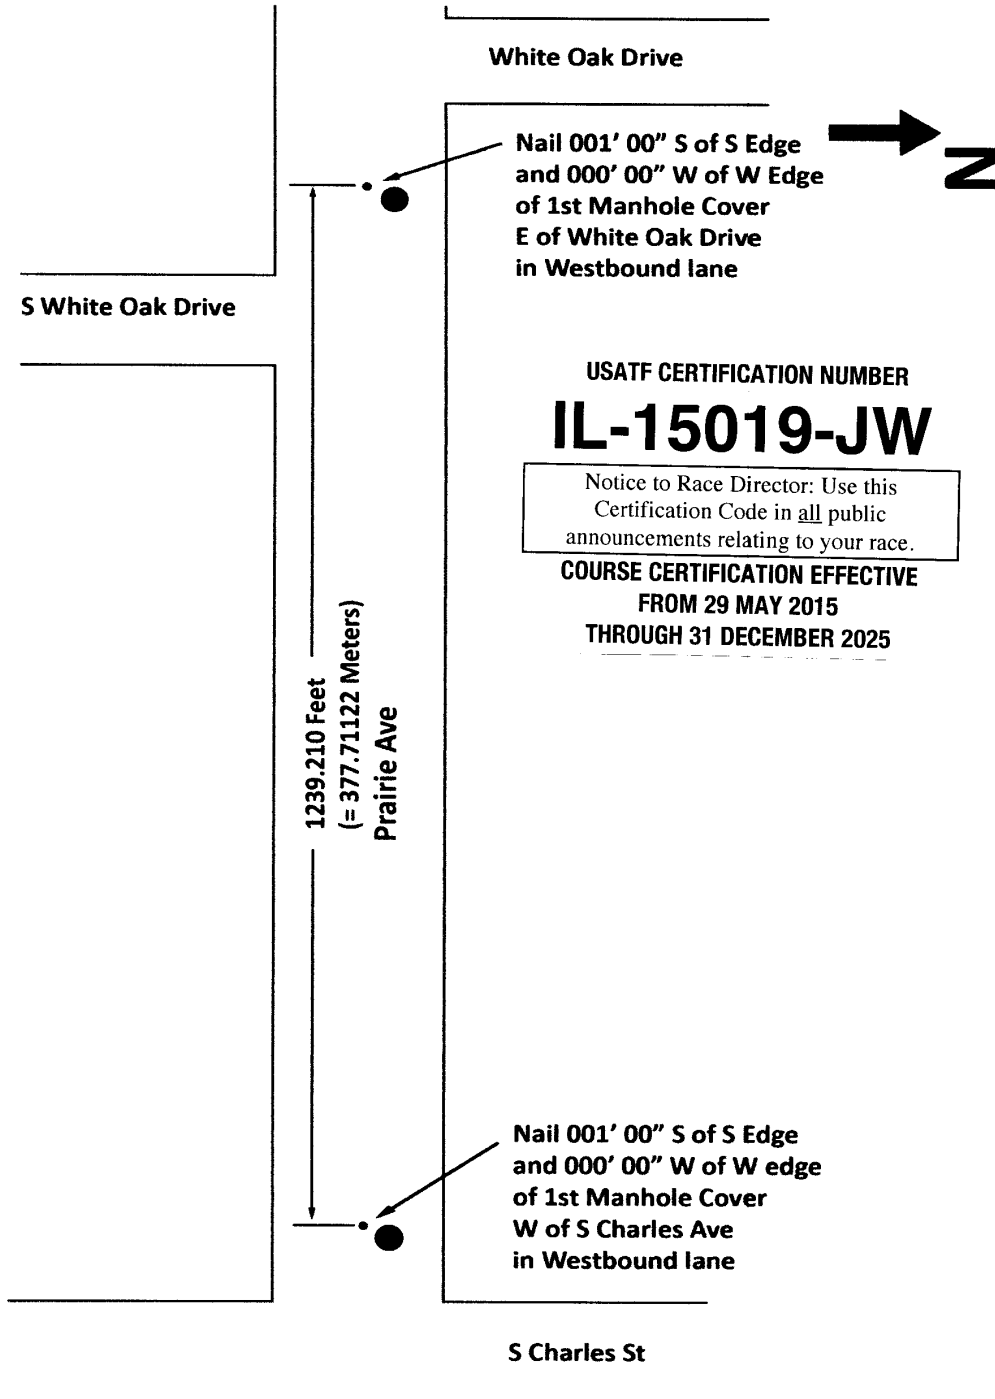 White Oak Drive
Nail 001' 00” S of S Edge
and 000' 00” W of W Edge
of 1st Manhole Cover
E of White Oak Drive
in Westbound lane
N
S White Oak Drive
USATF CERTIFICATION NUMBER
IL-15019-JW
Notice to Race Director: Use this
Certification Code in all public
announcements relating to your race.
COURSE CERTIFICATION EFFECTIVE
FROM 29 MAY 2015
THROUGH 31 DECEMBER 2025
1239.210 Feet
(= 377.71122 Meters)
Prairie Ave
Nail 001' 00” S of S Edge
and 000' 00” W of W edge
of 1st Manhole Cover
W of S Charles Ave
in Westbound lane
S Charles St